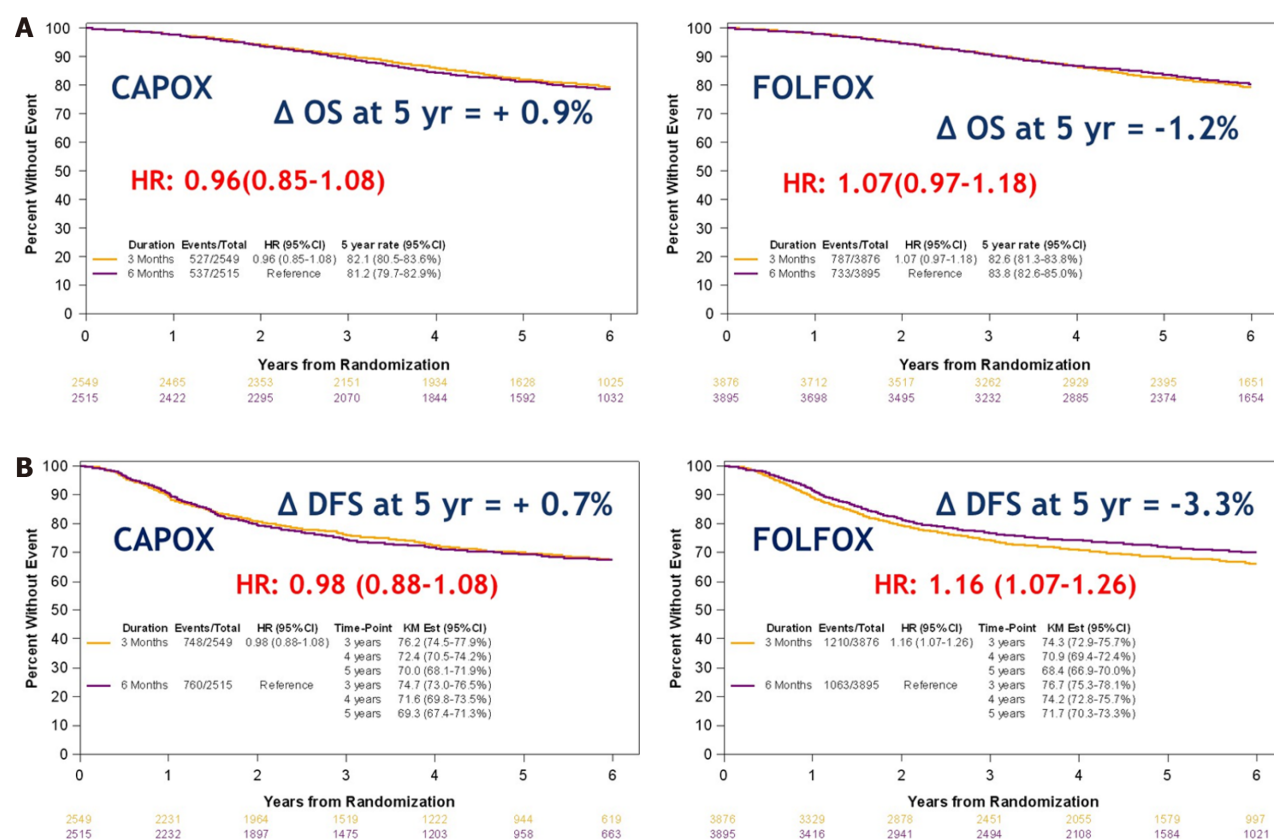 A
100
90
80
70
60
50
40
30
20
10
0
Percent Without Event
CAPOX
Δ OS at 5 yr = + 0.9%
HR: 0.96(0.85-1.08)
Duration Events/Total HR (95%CI) 5 year rate (95%CI)
3 Months 527/2549 0.96 (0.85-1.08) 82.1 (80.5-83.6%)
6 Months 537/2515 Reference 81.2 (79.7-82.9%)
0 1 2 3 4 5 6
Years from Randomization
2549 2465 2353 2151 1934 1628 1025
2515 2422 2295 2070 1844 1592 1032
100
90
80
70
60
50
40
30
20
10
0
Percent Without Event
FOLFOX
Δ OS at 5 yr = -1.2%
HR: 1.07(0.97-1.18)
Duration Events/Total HR (95%CI) 5 year rate (95%CI)
3 Months 787/3876 1.07 (0.97-1.18) 82.6 (81.3-83.8%)
6 Months 733/3895 Reference 83.8 (82.6-85.0%)
0 1 2 3 4 5 6
Years from Randomization
3876 3712 3517 3262 2929 2395 1651
3895 3698 3495 3232 2885 2374 1654
B
100
90
80
70
60
50
40
30
20
10
0
Percent Without Event
Δ DFS at 5 yr = + 0.7%
CAPOX
HR: 0.98 (0.88-1.08)
Duration Events/Total HR (95%CI) Time-Point KM Est (95%CI)
3 Months 748/2549 0.98 (0.88-1.08) 3 years 76.2 (74.5-77.9%)
4 years 72.4 (70.5-74.2%)
5 years 70.0 (68.1-71.9%)
6 Months 760/2515 Reference 3 years 74.7 (73.0-76.5%)
4 years 71.6 (69.8-73.5%)
5 years 69.3 (67.4-71.3%)
0 1 2 3 4 5 6
Years from Randomization
2549 2231 1964 1519 1222 944 619
2515 2232 1897 1475 1203 958 663
100
90
80
70
60
50
40
30
20
10
0
Percent Without Event
Δ DFS at 5 yr = -3.3%
FOLFOX
HR: 1.16 (1.07-1.26)
Duration Events/Total HR (95%CI) Time-Point KM Est (95%CI)
3 Months 1210/3876 1.16 (1.07-1.26) 3 years 74.3 (72.9-75.7%)
4 years 70.9 (69.4-72.4%)
5 years 68.4 (66.9-70.0%)
6 Months 1063/3895 Reference 3 years 76.7 (75.3-78.1%)
4 years 74.2 (72.8-75.7%)
5 years 71.7 (70.3-73.3%)
0 1 2 3 4 5 6
Years from Randomization
3876 3329 2878 2451 2055 1579 997
3895 3416 2941 2494 2108 1584 1021